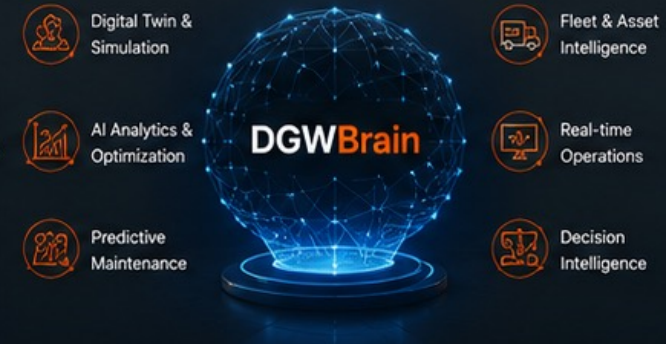 Digital Twin &
Simulation
AI Analytics &
Optimization
Predictive
Maintenance
DGWBrain
Fleet & Asset
Intelligence
Real-time
Operations
Decision
Intelligence